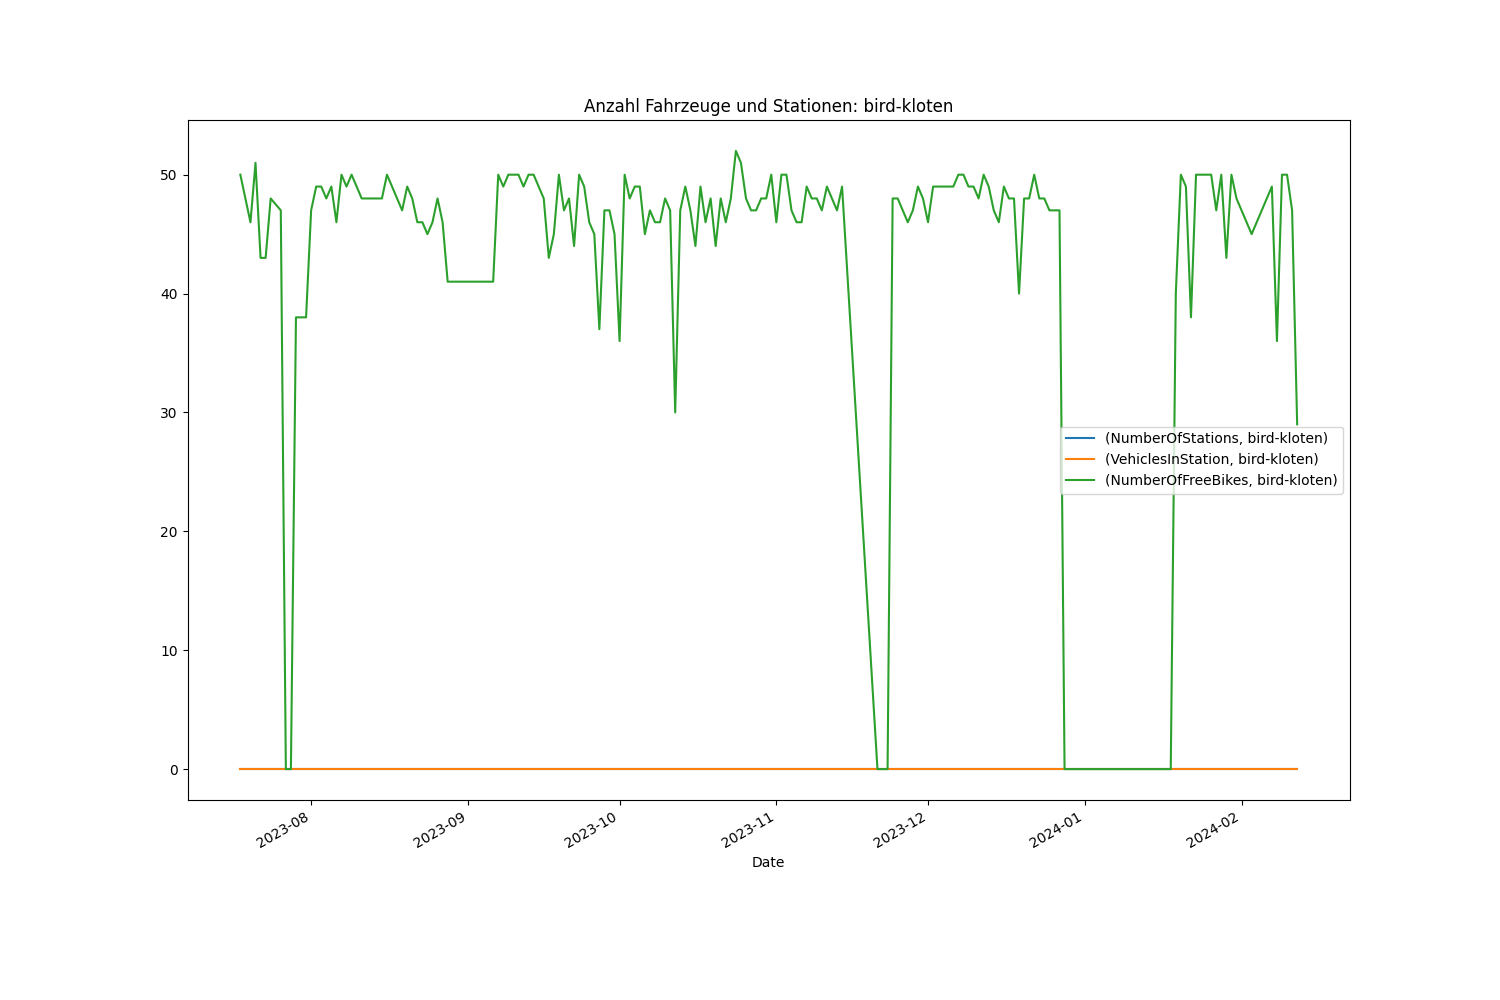 Anzahl Fahrzeuge und Stationen: bird-kloten
50
40
30
20
10
0
(NumberOfStations, bird-kloten)
(VehiclesInStation, bird-kloten)
(NumberOfFreeBikes, bird-kloten)
2023-08
2023-09
2023-10
2023-11
2023-12
2024-01
2024-02
Date